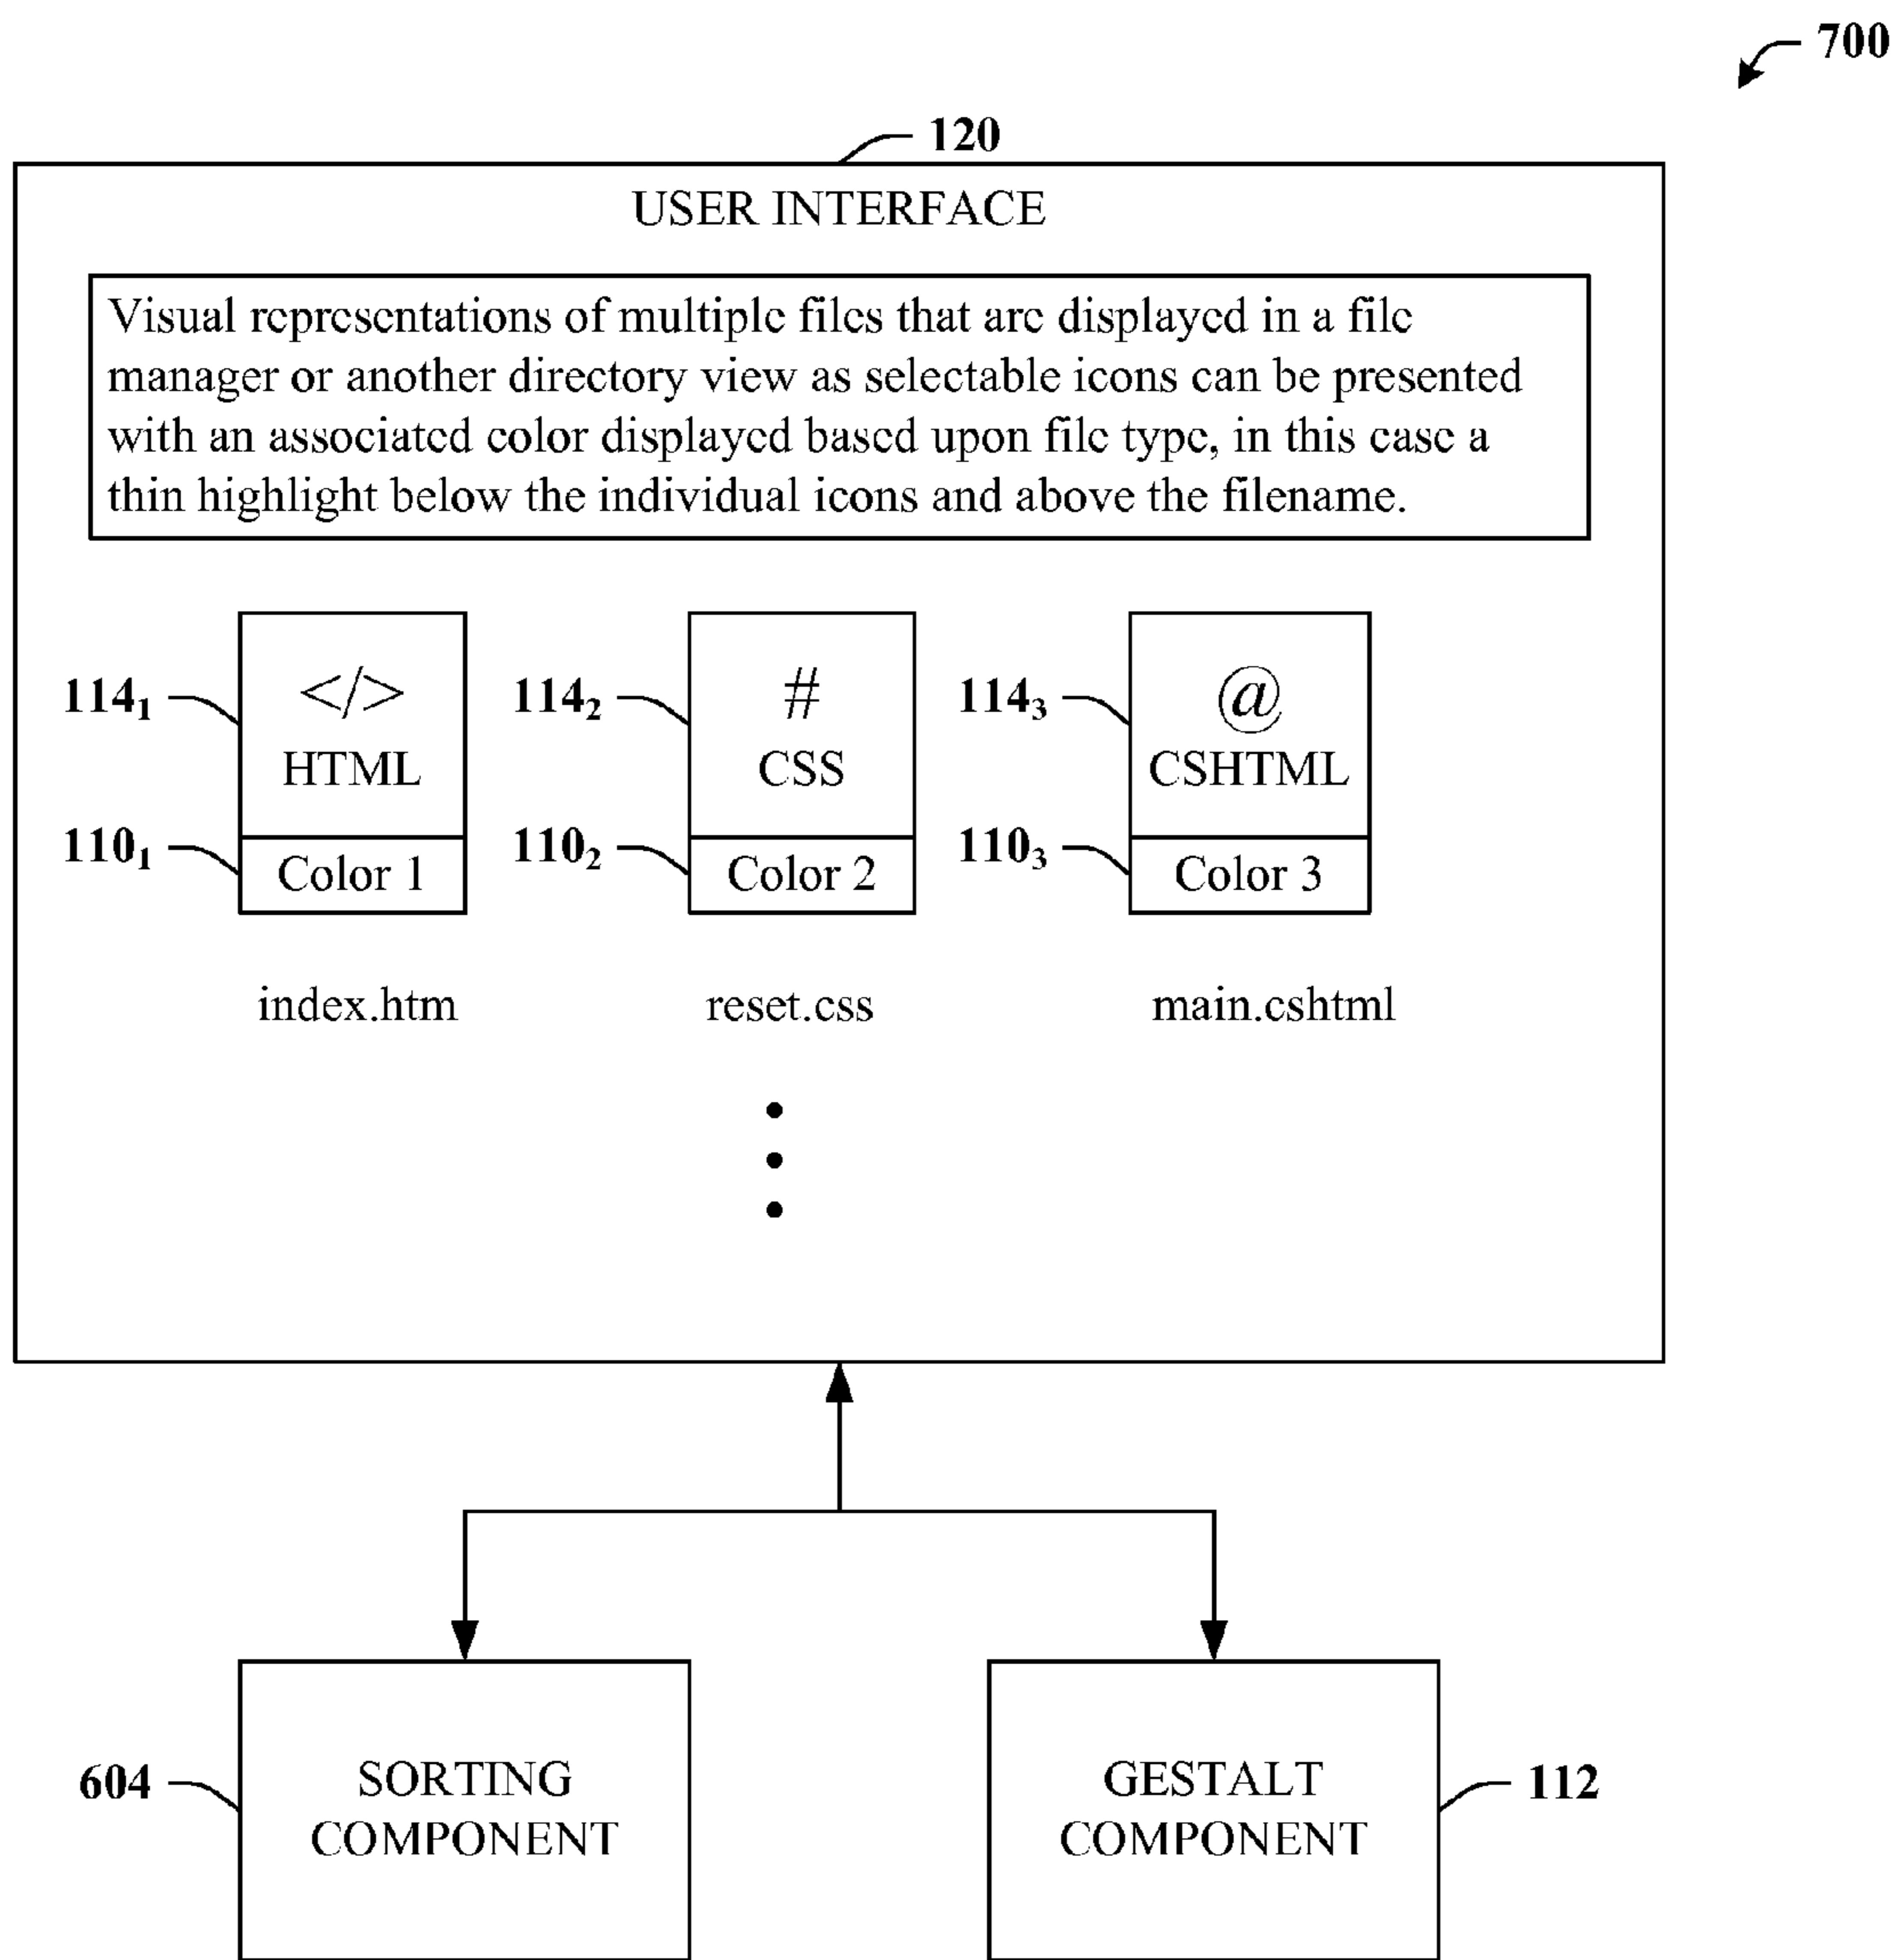 700
120
USER INTERFACE
Visual representations of multiple files that are displayed in a file
manager or another directory view as selectable icons can be presented
with an associated color displayed based upon file type, in this case a
thin highlight below the individual icons and above the filename.
114₁ </> 114₂ # 114₃ @
HTML CSS CSHTML
110₁ Color 1 110₂ Color 2 110₃ Color 3
index.htm reset.css main.cshtml
604 SORTING COMPONENT
GESTALT COMPONENT 112